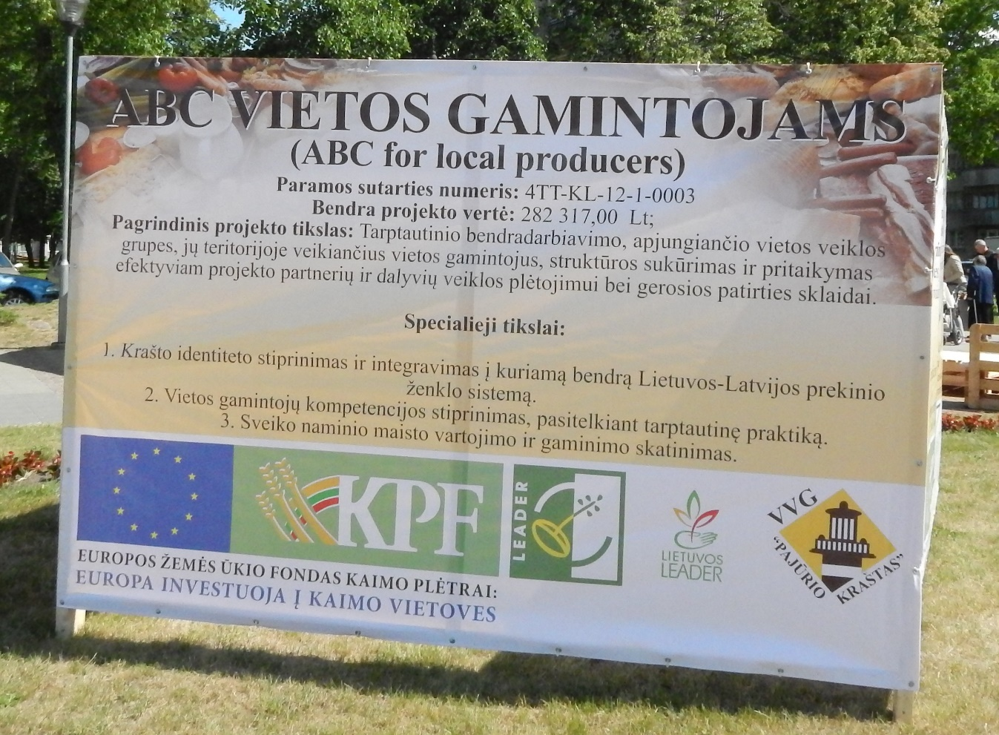 ABC VIETOS GAMINTOJAMS
(ABC for local producers)
Paramos sutarties numeris: 4TT-KL-12-1-0003
Bendra projekto vertė: 282 317,00 Lt;
Pagrindinis projekto tikslas: Tarptautinio bendradarbiavimo, apjungiančio vietos veiklos
grupes, jų teritorijoje veikiančius vietos gamintojus, struktūros sukūrimas ir pritaikymas
efektyviam projekto partnerių ir dalyvių veiklos plėtojimui bei gerosios patirties sklaidai.
Specialieji tikslai:
1. Krašto identiteto stiprinimas ir integravimas į kuriamą bendrą Lietuvos-Latvijos prekinio
ženklo sistemą.
2. Vietos gamintojų kompetencijos stiprinimas, pasitelkiant tarptautinę praktiką.
3. Sveiko naminio maisto vartojimo ir gaminimo skatinimas.
KPF
LEADER
LIETUVOS
LEADER
VVG
"PAJŪRIO
KRAŠTAS"
EUROPOS ŽEMĖS ŪKIO FONDAS KAIMO PLĖTRAI:
EUROPA INVESTUOJA Į KAIMO VIETOVES